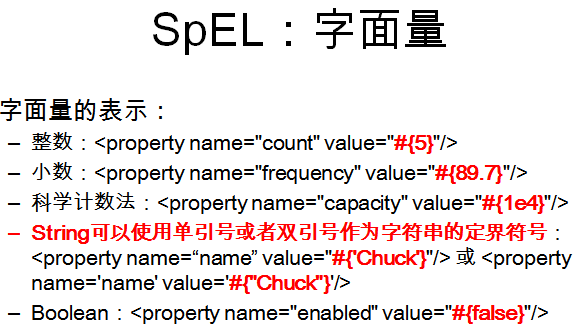 SpEL：字面量
字面量的表示：
– 整数：<property name="count" value="#{5}"/>
– 小数：<property name="frequency" value="#{89.7}"/>
– 科学计数法：<property name="capacity" value="#{1e4}"/>
– String可以使用单引号或者双引号作为字符串的定界符号：
<property name=“name” value="#{'Chuck'}"/> 或 <property
name='name' value='#{"Chuck"}'/>
– Boolean：<property name="enabled" value="#{false}"/>